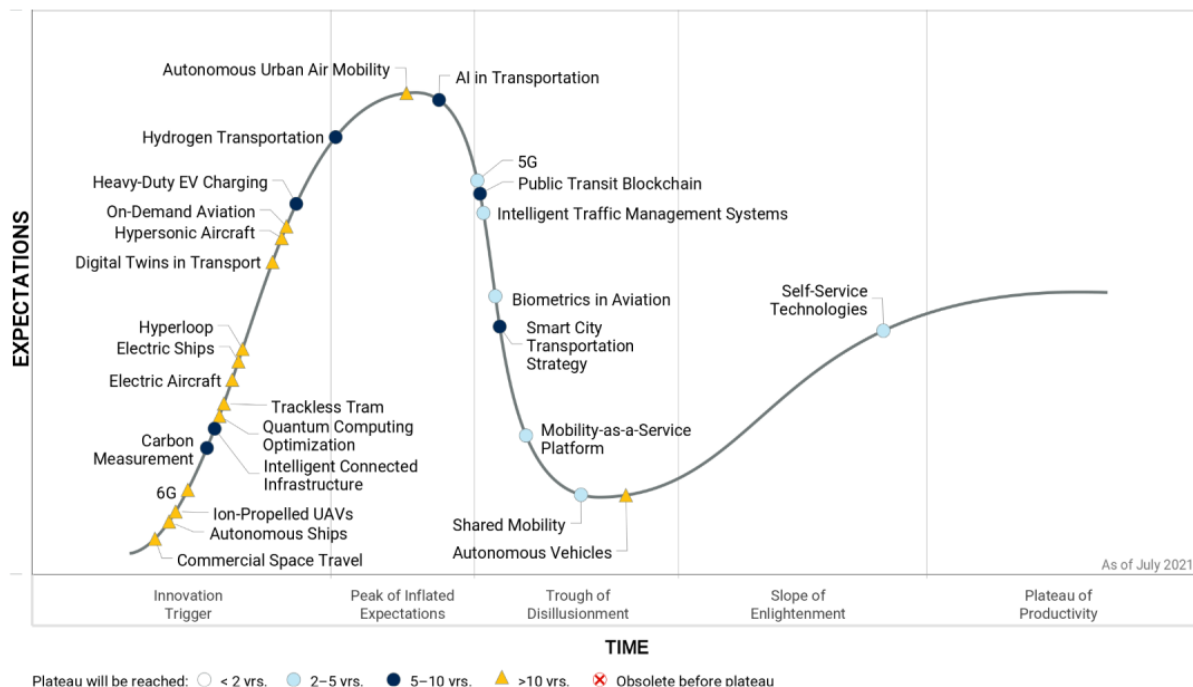 Autonomous Urban Air Mobility
AI in Transportation
Hydrogen Transportation
5G
Heavy-Duty EV Charging
Public Transit Blockchain
On-Demand Aviation
Intelligent Traffic Management Systems
Hypersonic Aircraft
Digital Twins in Transport
EXPECTATIONS
Biometrics in Aviation
Self-Service
Technologies
Hyperloop
Smart City
Transportation
Strategy
Electric Ships
Electric Aircraft
Trackless Tram
Quantum Computing
Optimization
Mobility-as-a-Service
Platform
Carbon
Measurement
Intelligent Connected
Infrastructure
6G
Ion-Propelled UAVs
Autonomous Ships
Commercial Space Travel
Shared Mobility
Autonomous Vehicles
As of July 2021
Innovation
Trigger
Peak of Inflated
Expectations
Trough of
Disillusionment
Slope of
Enlightenment
Plateau of
Productivity
TIME
Plateau will be reached: < 2 yrs. 2–5 yrs. 5–10 yrs. >10 yrs. Obsolete before plateau